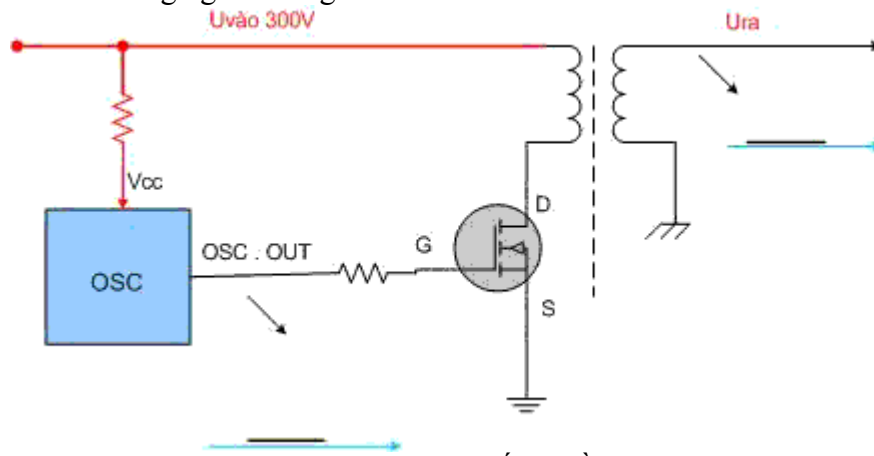 Uvào 300V
Ura
Vcc
D
OSC . OUT
G
OSC
S